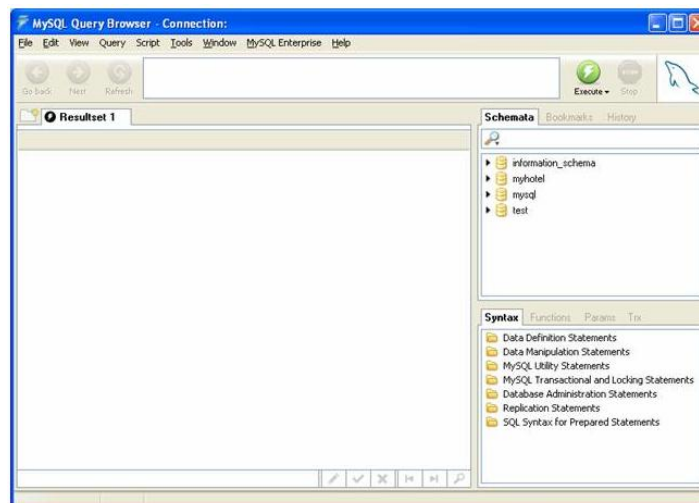 MySQL Query Browser - Connection:
File Edit View Query Script Tools Window MySQL Enterprise Help
Go back Next Refresh Execute Stop
Resultset 1
Schemata Bookmarks History
information_schema
myhotel
mysql
test
Syntax Functions Params Trx
Data Definition Statements
Data Manipulation Statements
MySQL Utility Statements
MySQL Transactional and Locking Statements
Database Administration Statements
Replication Statements
SQL Syntax for Prepared Statements